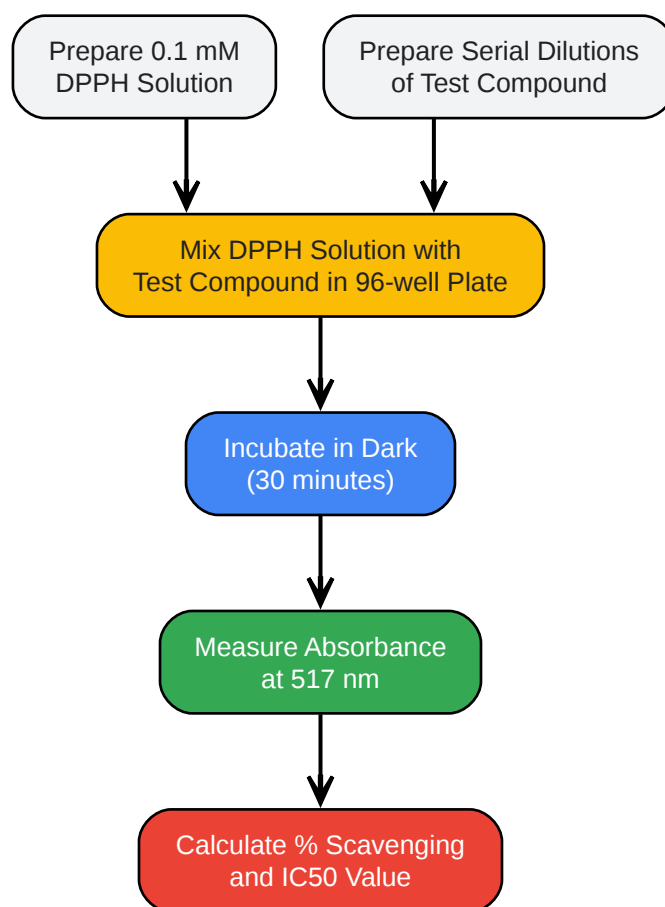 Prepare 0.1 mM
DPPH Solution
Prepare Serial Dilutions
of Test Compound
Mix DPPH Solution with
Test Compound in 96-well Plate
Incubate in Dark
(30 minutes)
Measure Absorbance
at 517 nm
Calculate % Scavenging
and IC50 Value